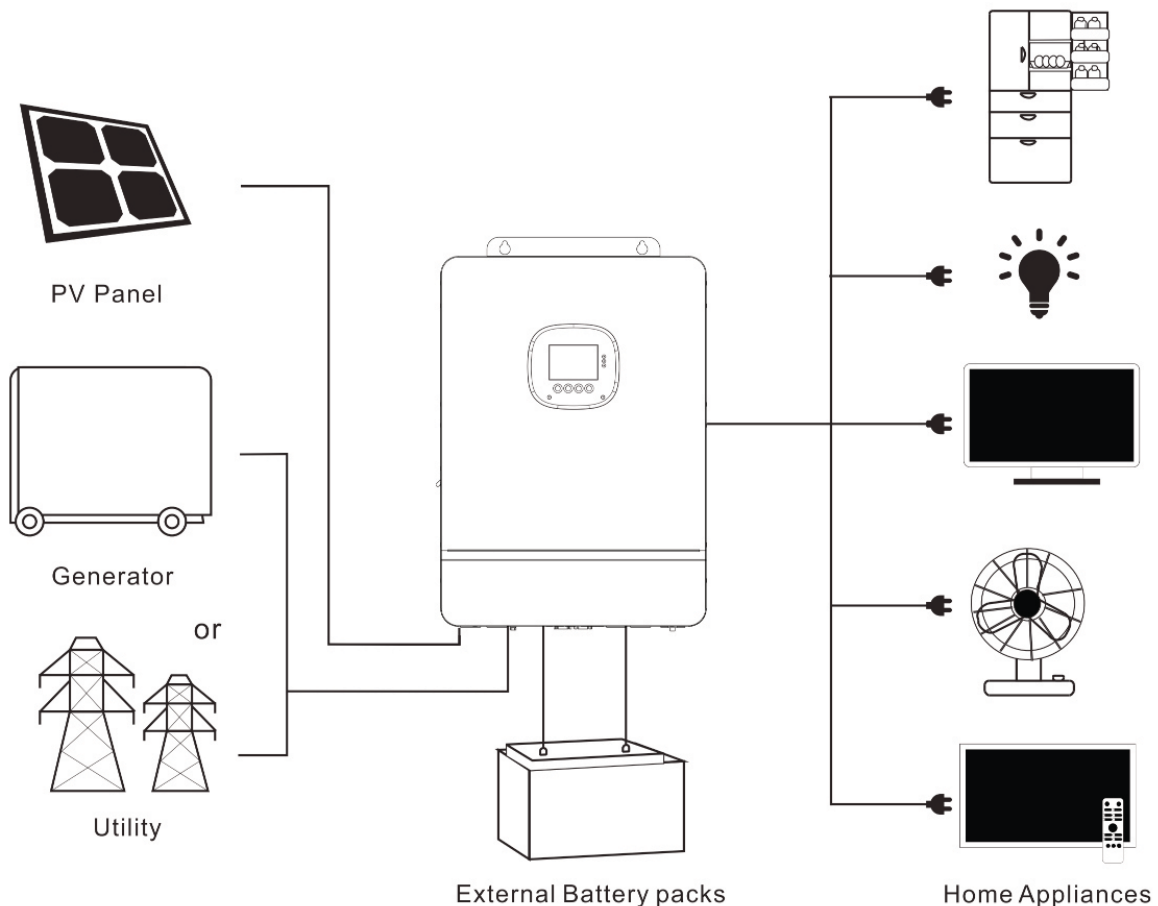 PV Panel
Generator
or
Utility
External Battery packs
Home Appliances